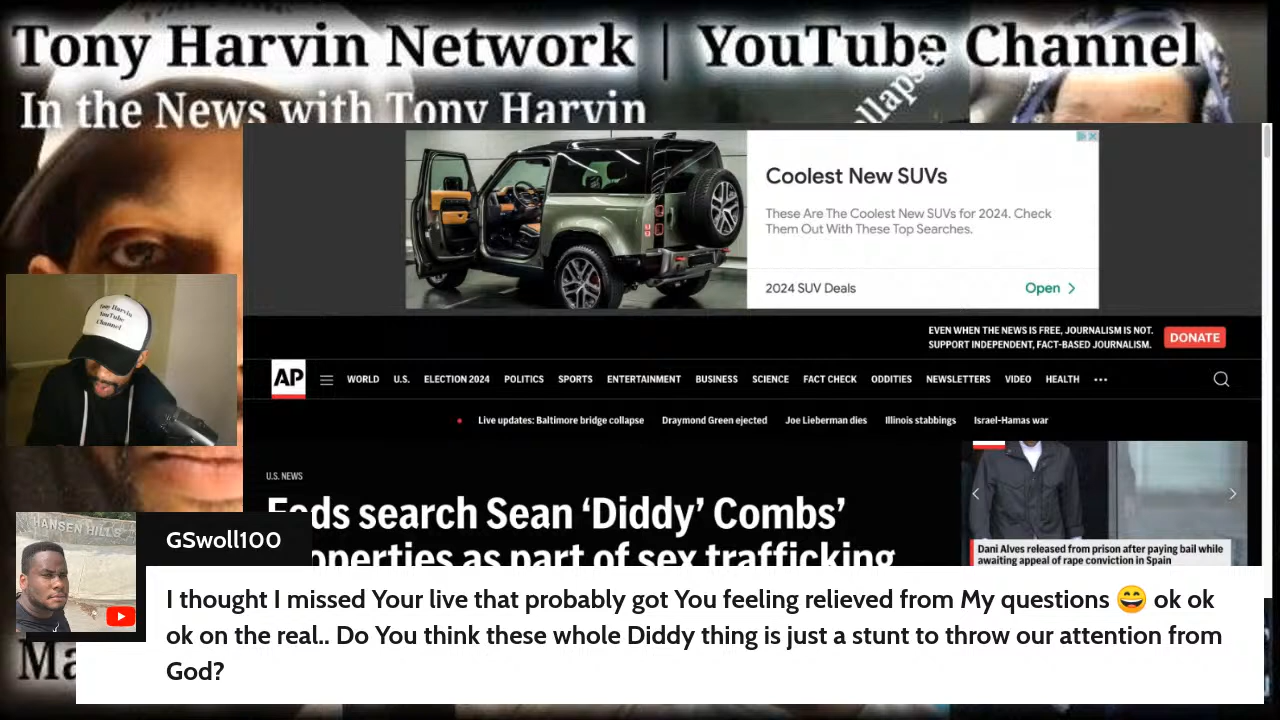 Tony Harvin Network | YouTube Channel
In the News with Tony Harvin
Coolest New SUVs
These Are The Coolest New SUVs for 2024. Check
Them Out With These Top Searches.
2024 SUV Deals
Open
EVEN WHEN THE NEWS IS FREE, JOURNALISM IS NOT.
SUPPORT INDEPENDENT, FACT-BASED JOURNALISM.
DONATE
Tony Harvin
YouTube
Channel
AP
WORLD U.S. ELECTION 2024 POLITICS SPORTS ENTERTAINMENT BUSINESS SCIENCE FACT CHECK ODDITIES NEWSLETTERS VIDEO HEALTH
Live updates: Baltimore bridge collapse Draymond Green ejected Joe Lieberman dies Illinois stabbings Israel-Hamas war
U.S. NEWS
Feds search Sean ‘Diddy’ Combs’
as part of sex trafficking
Dani Alves released from prison after paying bail while
awaiting appeal of rape conviction in Spain
HANSEN HILLS
GSwoll100
I thought I missed Your live that probably got You feeling relieved from My questions 😄 ok ok
ok on the real.. Do You think these whole Diddy thing is just a stunt to throw our attention from
God?